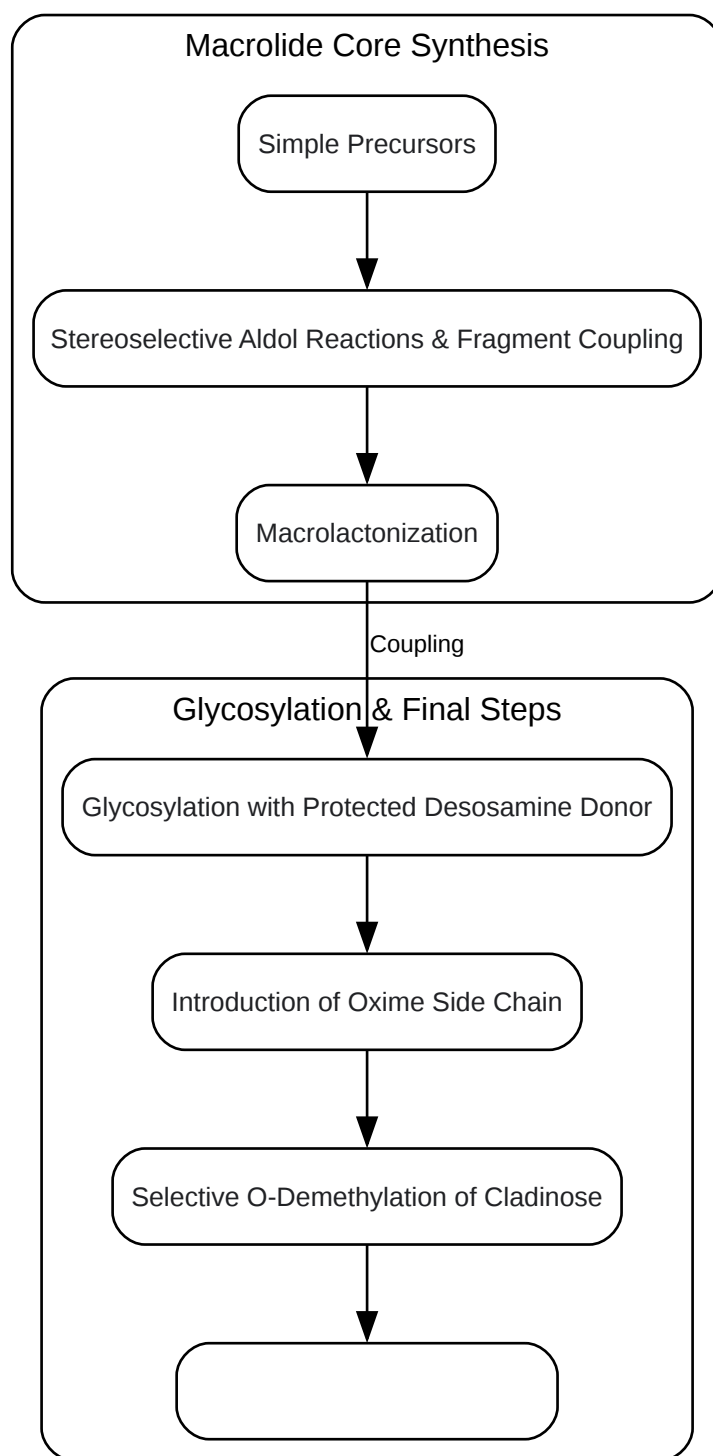 Macrolide Core Synthesis
Simple Precursors
Stereoselective Aldol Reactions & Fragment Coupling
Macrolactonization
Coupling
Glycosylation & Final Steps
Glycosylation with Protected Desosamine Donor
Introduction of Oxime Side Chain
Selective O-Demethylation of Cladinose